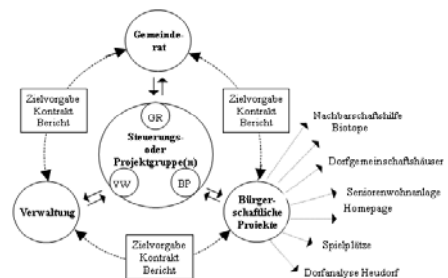 Gemeinde-
rat
Zielvorgabe
Kontrakt
Bericht
Zielvorgabe
Kontrakt
Bericht
GR
Steuerungs-
oder
Projektgruppe(n)
VW
BP
Verwaltung
Bürger-
schaftliche
Projekte
Zielvorgabe
Kontrakt
Bericht
Nachbarschaftshilfe
Biotope
Dorfgemeinschaftshäuser
Seniorenwohnanlage
Homepage
Spielplätze
Dorfanalyse Heudorf